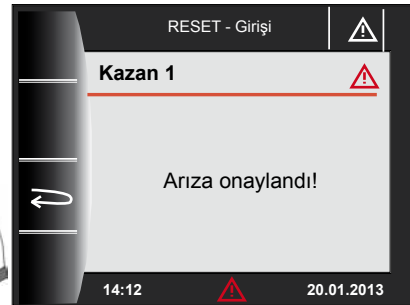 RESET - Girişi
Kazan 1
Arıza onaylandı!
14:12 20.01.2013